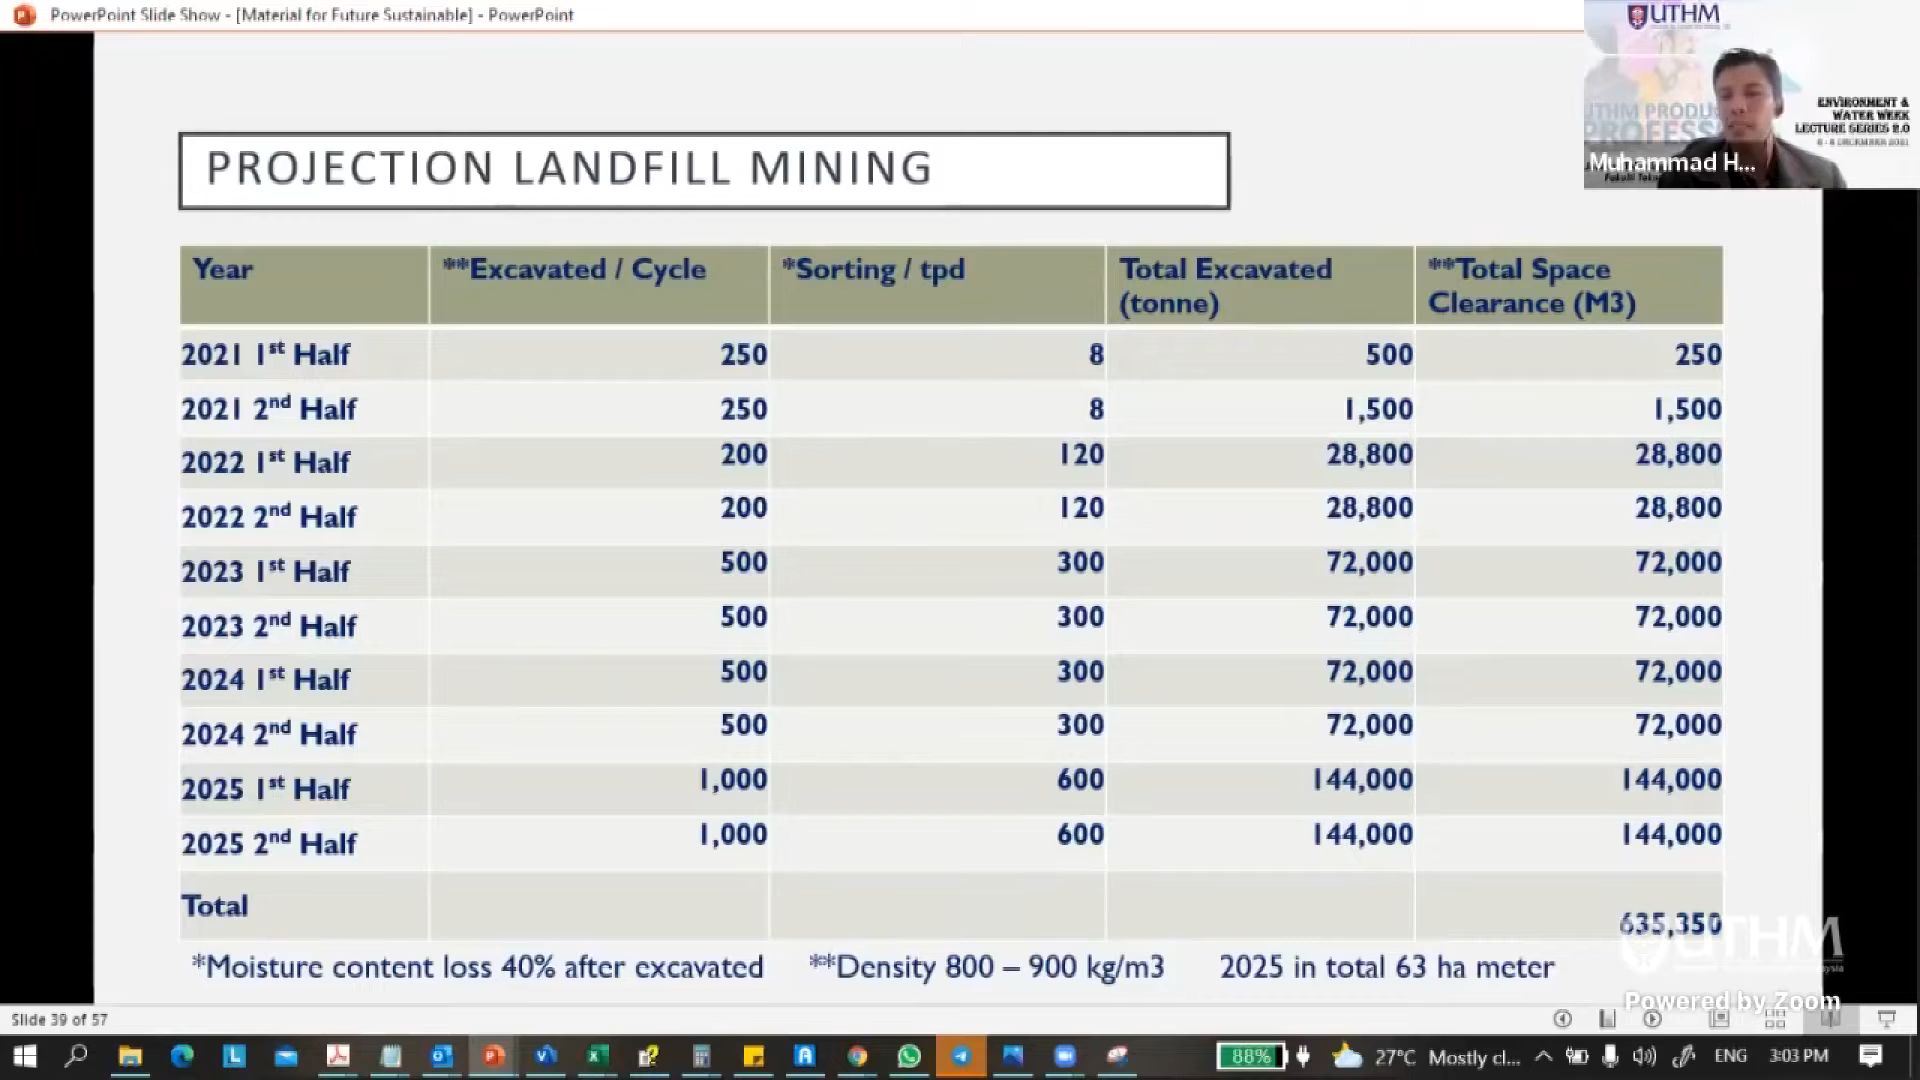 PowerPoint Slide Show - [Material for Future Sustainable] - PowerPoint
UTHM
UTHM PRODU
PROFESS
ENVIRONMENT &
WATER WEEK
LECTURE SERIES 2.0
Muhammad H...
PROJECTION LANDFILL MINING
Year **Excavated / Cycle *Sorting / tpd Total Excavated (tonne) **Total Space Clearance (M3)
2021 1st Half 250 8 500 250
2021 2nd Half 250 8 1,500 1,500
2022 1st Half 200 120 28,800 28,800
2022 2nd Half 200 120 28,800 28,800
2023 1st Half 500 300 72,000 72,000
2023 2nd Half 500 300 72,000 72,000
2024 1st Half 500 300 72,000 72,000
2024 2nd Half 500 300 72,000 72,000
2025 1st Half 1,000 600 144,000 144,000
2025 2nd Half 1,000 600 144,000 144,000
Total 635,350
UTHM
*Moisture content loss 40% after excavated **Density 800 – 900 kg/m3 2025 in total 63 ha meter
Powered by Zoom
Slide 39 of 57
88% 27°C Mostly cl... ENG 3:03 PM